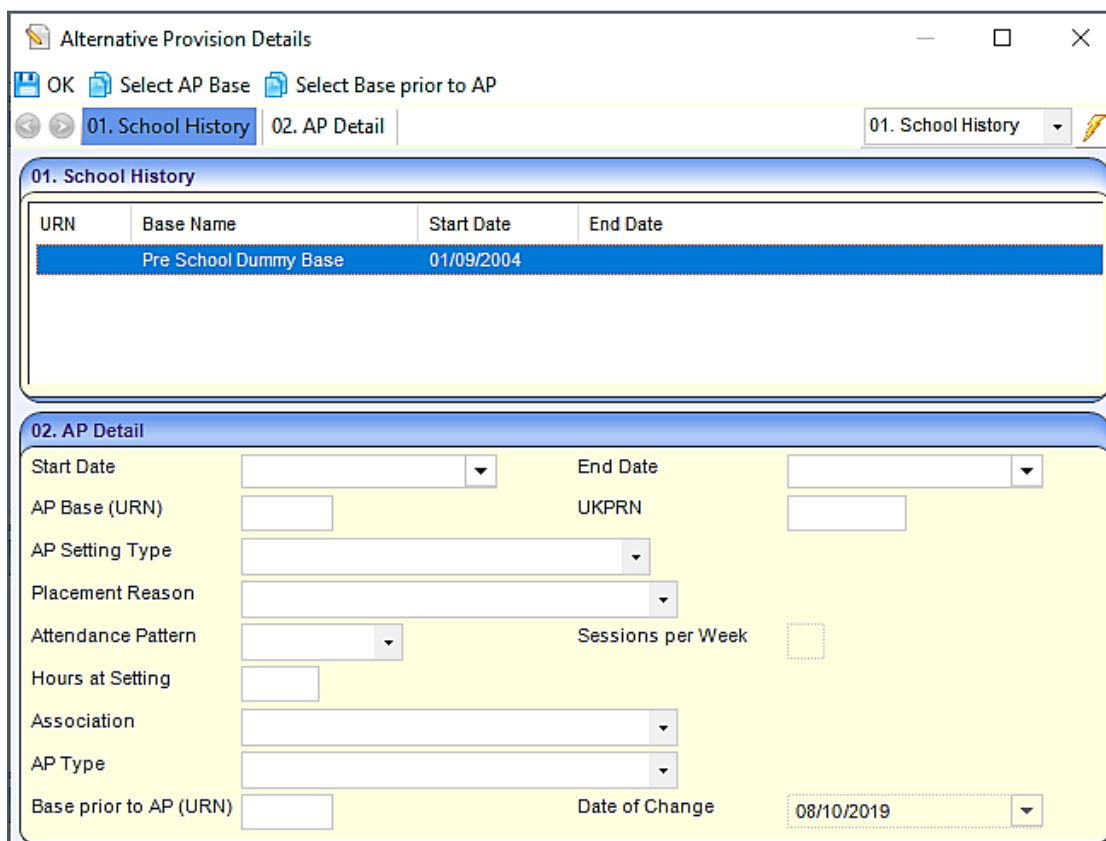 Alternative Provision Details
OK Select AP Base Select Base prior to AP
01. School History 02. AP Detail 01. School History
01. School History
URN Base Name Start Date End Date
Pre School Dummy Base 01/09/2004
02. AP Detail
Start Date End Date
AP Base (URN) UKPRN
AP Setting Type
Placement Reason
Attendance Pattern Sessions per Week
Hours at Setting
Association
AP Type
Base prior to AP (URN) Date of Change 08/10/2019